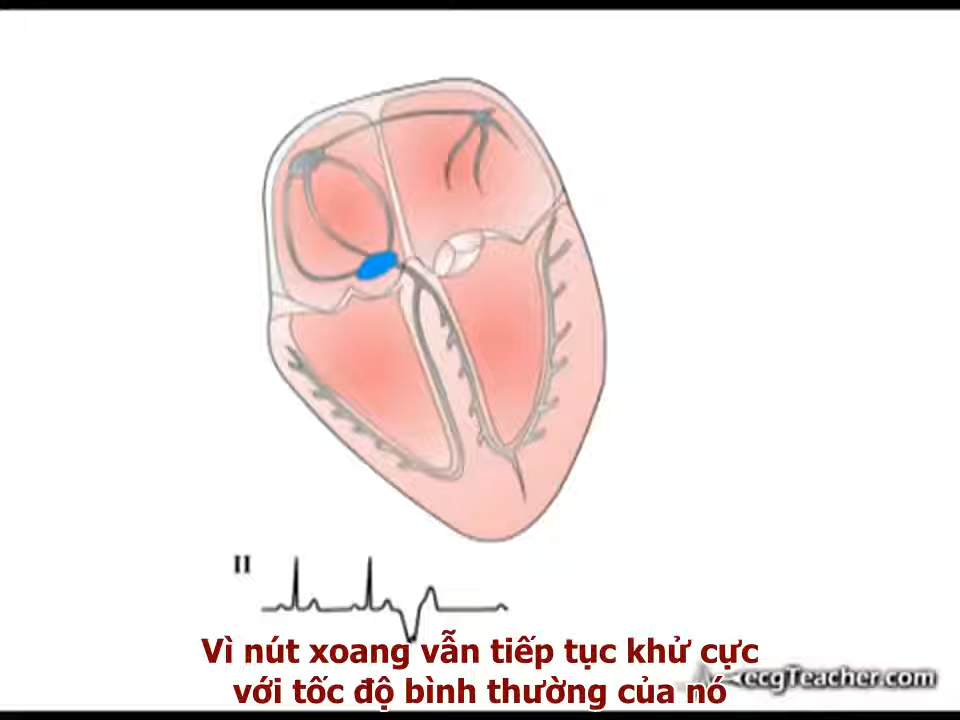 II
Vì nút xoang vẫn tiếp tục khử cực
với tốc độ bình thường của nó
ecgTeacher.com